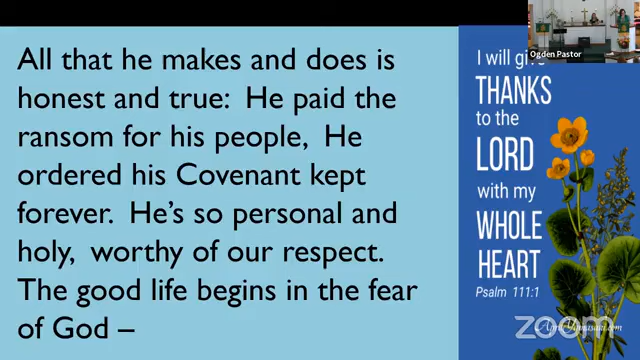 All that he makes and does is
honest and true:  He paid the
ransom for his people,  He
ordered his Covenant kept
forever.  He's so personal and
holy,  worthy of our respect.
The good life begins in the fear
of God –
Ogden Pastor
I will give
THANKS
to the
LORD
with my
WHOLE
HEART
Psalm 111:1
zoom